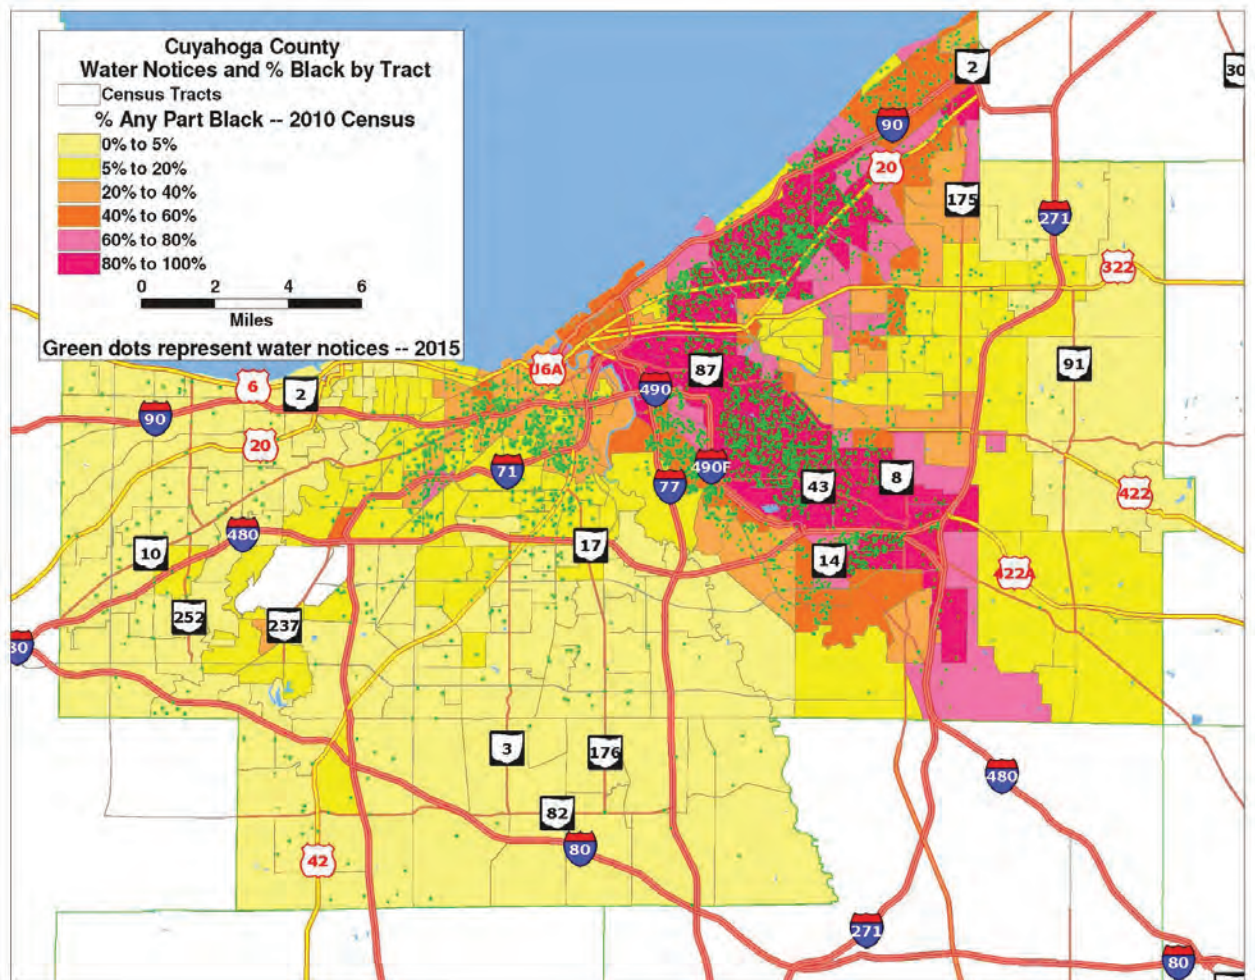 Cuyahoga County
Water Notices and % Black by Tract
Census Tracts
% Any Part Black -- 2010 Census
0% to 5%
5% to 20%
20% to 40%
40% to 60%
60% to 80%
80% to 100%
0 2 4 6
Miles
Green dots represent water notices -- 2015
2
30
90
20
175
271
322
91
87
U6A
6
2
490
90
20
71
490F
77
43
8
422
480
10
17
14
422A
252
237
80
3
176
480
82
80
42
271
80